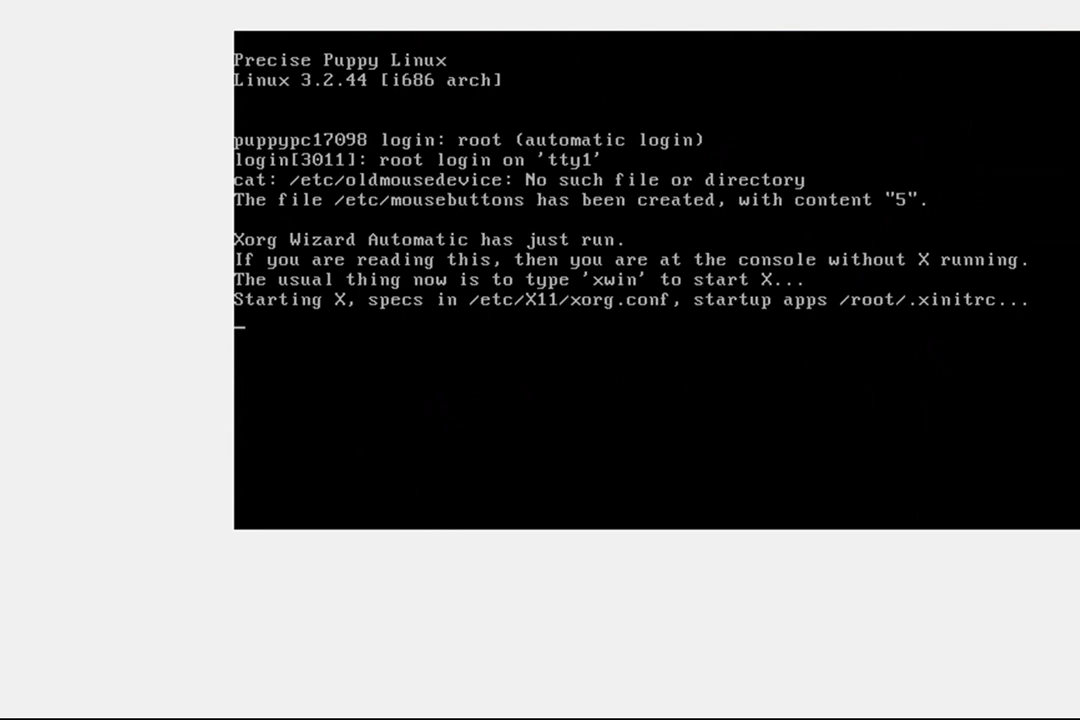 Precise Puppy Linux
Linux 3.2.44 [i686 arch]
puppypc17098 login: root (automatic login)
login[3011]: root login on 'tty1'
cat: /etc/oldmousedevice: No such file or directory
The file /etc/mousebuttons has been created, with content "5".
Xorg Wizard Automatic has just run.
If you are reading this, then you are at the console without X running.
The usual thing now is to type 'xwin' to start X...
Starting X, specs in /etc/X11/xorg.conf, startup apps /root/.xinitrc...